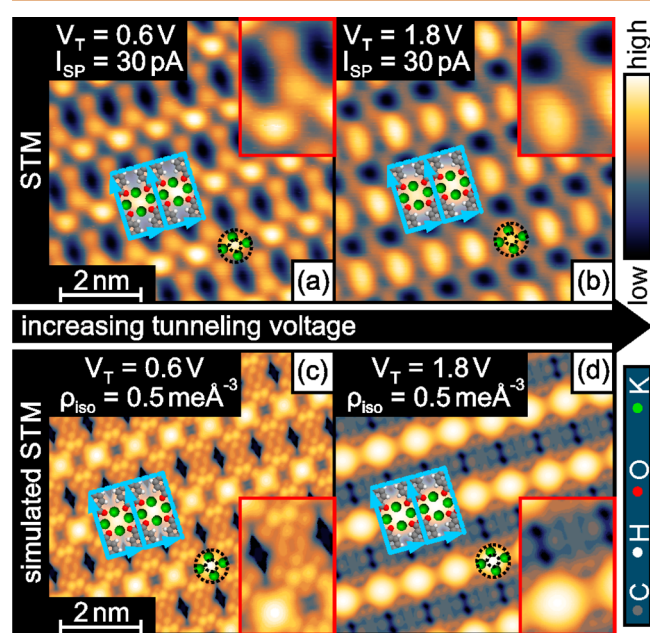 V_T = 0.6 V
I_SP = 30 pA
V_T = 1.8 V
I_SP = 30 pA
high
low
STM
2 nm
(a)
(b)
increasing tunneling voltage
V_T = 0.6 V
ρ_iso = 0.5 meÅ⁻³
(c)
V_T = 1.8 V
ρ_iso = 0.5 meÅ⁻³
(d)
simulated STM
2 nm
C H O K